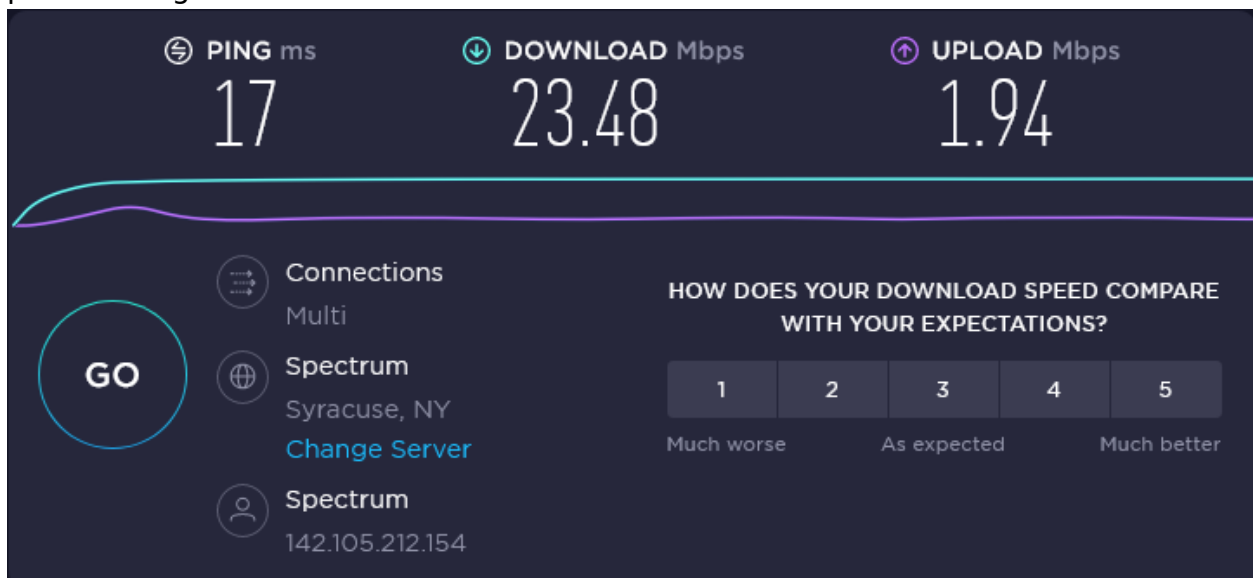 PING ms
17
DOWNLOAD Mbps
23.48
UPLOAD Mbps
1.94
GO
Connections
Multi
Spectrum
Syracuse, NY
Change Server
Spectrum
142.105.212.154
HOW DOES YOUR DOWNLOAD SPEED COMPARE
WITH YOUR EXPECTATIONS?
1 2 3 4 5
Much worse As expected Much better